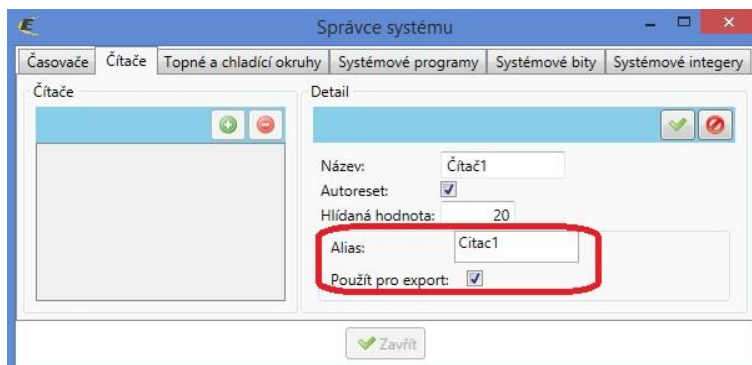 Správce systému
Časovače Čítače Topné a chladící okruhy Systémové programy Systémové bity Systémové integery
Čítače
Detail
Název: Čítač1
Autoreset:
Hlídaná hodnota: 20
Alias: Citac1
Použít pro export:
Zavřít